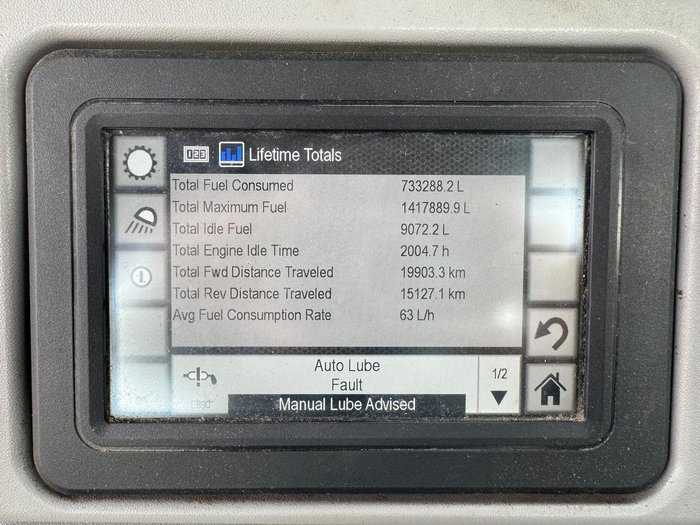 123 Lifetime Totals
Total Fuel Consumed 733288.2 L
Total Maximum Fuel 1417889.9 L
Total Idle Fuel 9072.2 L
Total Engine Idle Time 2004.7 h
Total Fwd Distance Traveled 19903.3 km
Total Rev Distance Traveled 15127.1 km
Avg Fuel Consumption Rate 63 L/h
Auto Lube
Fault
1/2
Manual Lube Advised